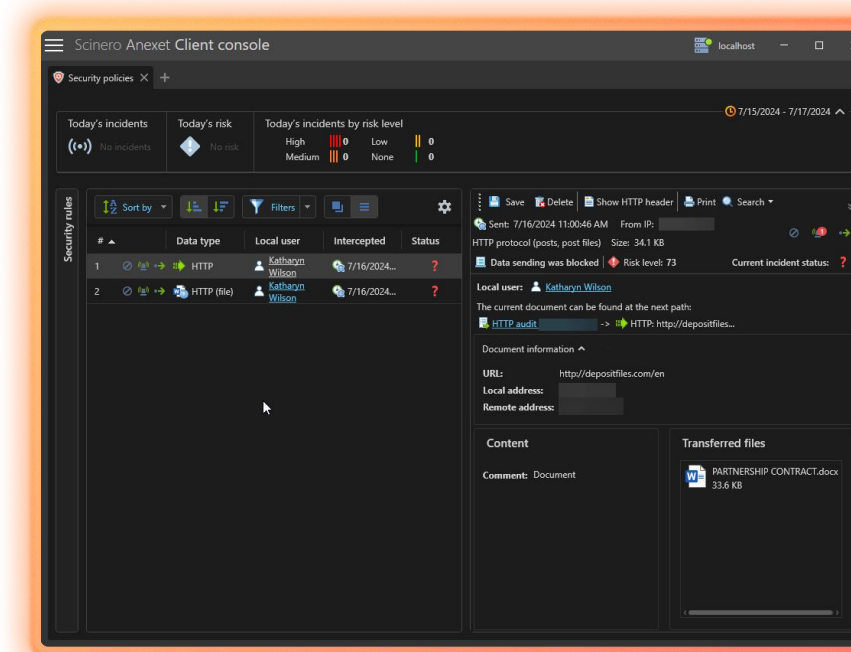 Scinero Anexet Client console
localhost
Security policies
7/15/2024 - 7/17/2024
Today's incidents
No incidents
Today's risk
No risk
Today's incidents by risk level
High 0 Low 0
Medium 0 None 0
Security rules
Sort by
Filters
# Data type Local user Intercepted Status
1 HTTP Katharyn Wilson 7/16/2024... ?
2 HTTP (file) Katharyn Wilson 7/16/2024... ?
Save Delete Show HTTP header Print Search
Sent: 7/16/2024 11:00:46 AM From IP:
HTTP protocol (posts, post files) Size: 34.1 KB
Data sending was blocked Risk level: 73 Current incident status: ?
Local user: Katharyn Wilson
The current document can be found at the next path:
HTTP audit -> HTTP: http://depositfiles...
Document information
URL: http://depositfiles.com/en
Local address:
Remote address:
Content
Comment: Document
Transferred files
PARTNERSHIP CONTRACT.docx
33.6 KB